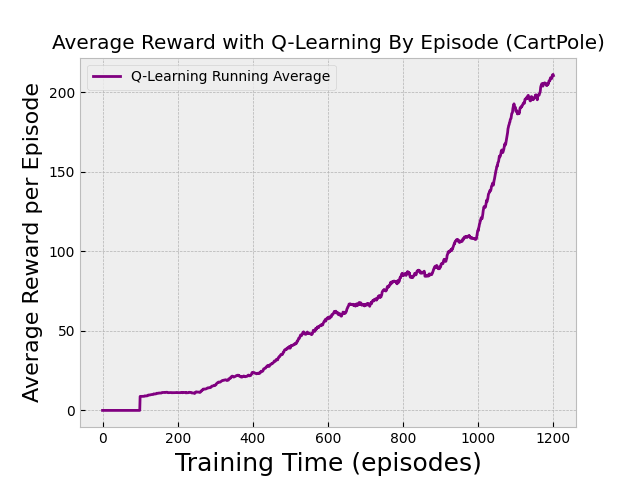 Average Reward with Q-Learning By Episode (CartPole)
Q-Learning Running Average
Average Reward per Episode
200
150
100
50
0
0 200 400 600 800 1000 1200
Training Time (episodes)